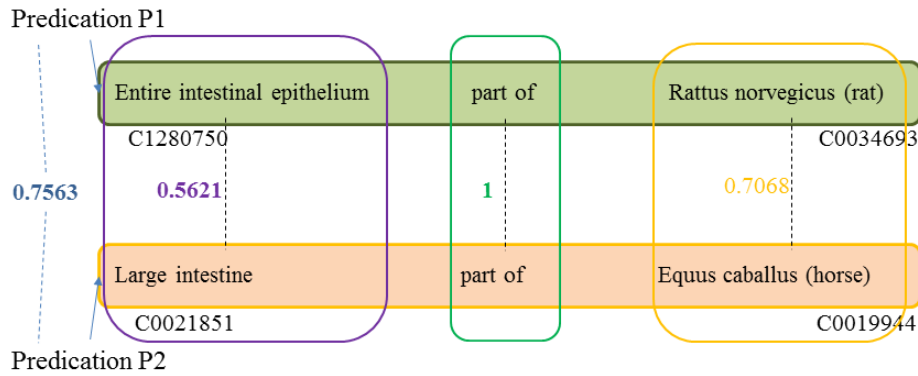 Predication P1
Entire intestinal epithelium part of Rattus norvegicus (rat)
C1280750 C0034693
0.7563 0.5621 1 0.7068
Large intestine part of Equus caballus (horse)
C0021851 C0019944
Predication P2